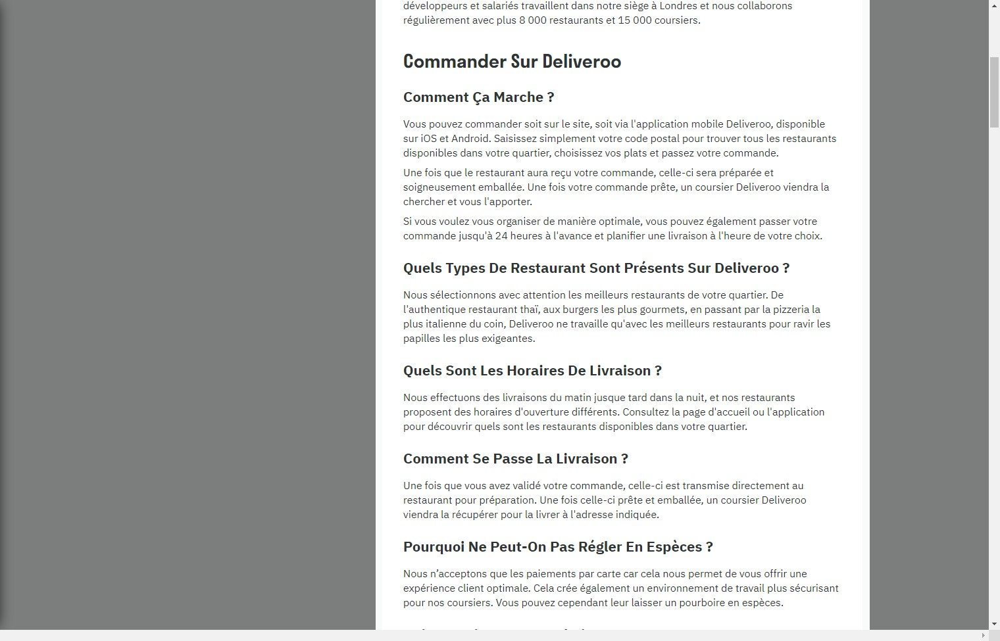 développeurs et salariés travaillent dans notre siège à Londres et nous collaborons
régulièrement avec plus 8 000 restaurants et 15 000 coursiers.
Commander Sur Deliveroo
Comment Ça Marche ?
Vous pouvez commander soit sur le site, soit via l'application mobile Deliveroo, disponible
sur iOS et Android. Saisissez simplement votre code postal pour trouver tous les restaurants
disponibles dans votre quartier, choisissez vos plats et passez votre commande.
Une fois que le restaurant aura reçu votre commande, celle-ci sera préparée et
soigneusement emballée. Une fois votre commande prête, un coursier Deliveroo viendra la
chercher et vous l'apporter.
Si vous voulez vous organiser de manière optimale, vous pouvez également passer votre
commande jusqu'à 24 heures à l'avance et planifier une livraison à l'heure de votre choix.
Quels Types De Restaurant Sont Présents Sur Deliveroo ?
Nous sélectionnons avec attention les meilleurs restaurants de votre quartier. De
l'authentique restaurant thaï, aux burgers les plus gourmets, en passant par la pizzeria la
plus italienne du coin, Deliveroo ne travaille qu'avec les meilleurs restaurants pour ravir les
papilles les plus exigeantes.
Quels Sont Les Horaires De Livraison ?
Nous effectuons des livraisons du matin jusque tard dans la nuit, et nos restaurants
proposent des horaires d'ouverture différents. Consultez la page d'accueil ou l'application
pour découvrir quels sont les restaurants disponibles dans votre quartier.
Comment Se Passe La Livraison ?
Une fois que vous avez validé votre commande, celle-ci est transmise directement au
restaurant pour préparation. Une fois celle-ci prête et emballée, un coursier Deliveroo
viendra la récupérer pour la livrer à l'adresse indiquée.
Pourquoi Ne Peut-On Pas Régler En Espèces ?
Nous n’acceptons que les paiements par carte car cela nous permet de vous offrir une
expérience client optimale. Cela crée également un environnement de travail plus sécurisant
pour nos coursiers. Vous pouvez cependant leur laisser un pourboire en espèces.